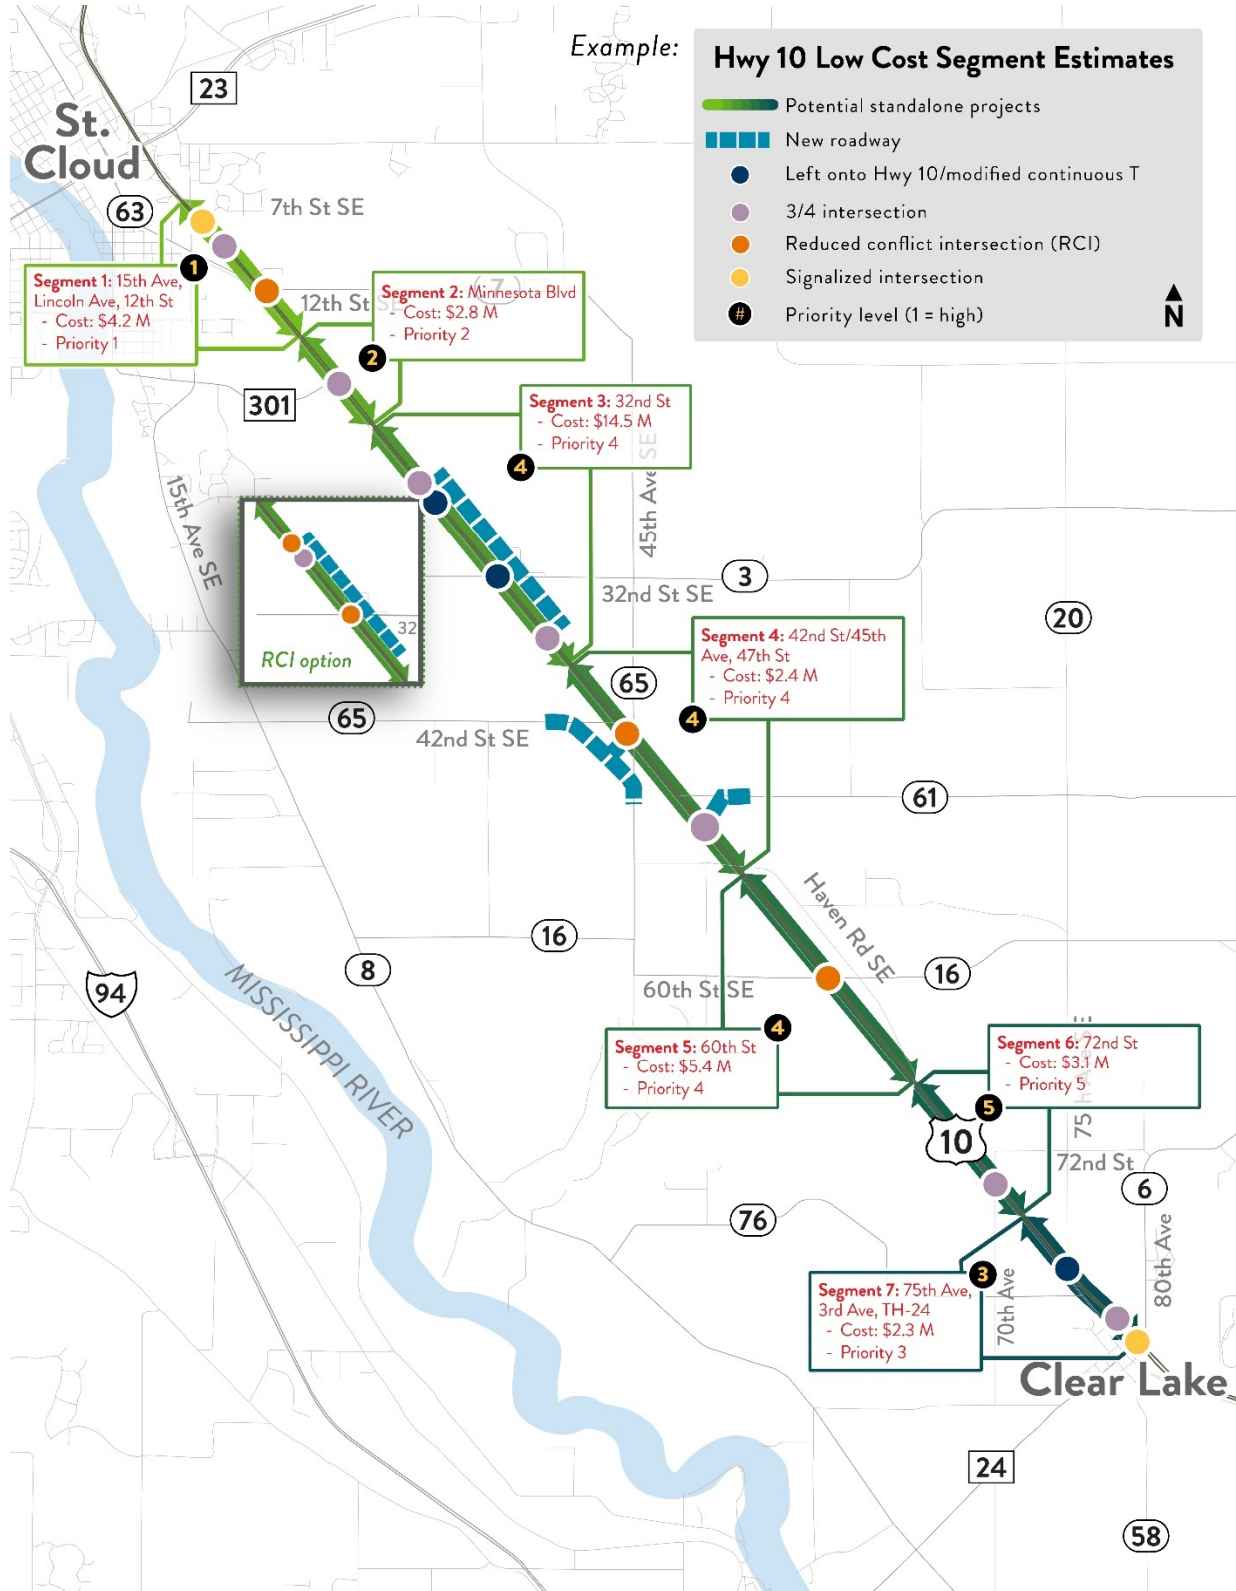 Example:
Hwy 10 Low Cost Segment Estimates
Potential standalone projects
New roadway
Left onto Hwy 10/modified continuous T
3/4 intersection
Reduced conflict intersection (RCI)
Signalized intersection
# Priority level (1 = high)
N
23
St.
Cloud
63
7th St SE
1
Segment 1: 15th Ave,
Lincoln Ave, 12th St
- Cost: $4.2 M
- Priority 1
12th St SE
7
Segment 2: Minnesota Blvd
- Cost: $2.8 M
- Priority 2
2
301
Segment 3: 32nd St
- Cost: $14.5 M
- Priority 4
4
45th Ave SE
15th Ave SE
32
RCI option
3
32nd St SE
20
Segment 4: 42nd St/45th
Ave, 47th St
- Cost: $2.4 M
- Priority 4
4
65
65
42nd St SE
61
Haven Rd SE
16
8
94
MISSISSIPPI RIVER
16
60th St SE
4
Segment 5: 60th St
- Cost: $5.4 M
- Priority 4
Segment 6: 72nd St
- Cost: $3.1 M
- Priority 5
5
75th Ave SE
10
72nd St
6
76
80th Ave
3
Segment 7: 75th Ave,
3rd Ave, TH-24
- Cost: $2.3 M
- Priority 3
70th Ave
Clear Lake
24
58